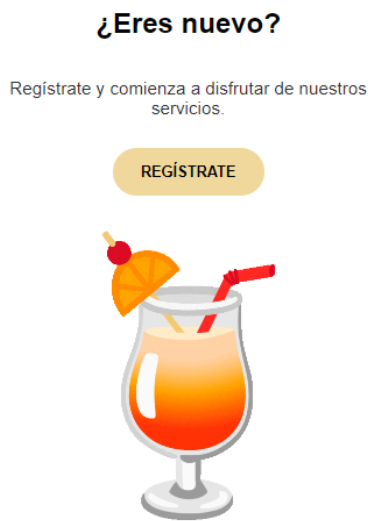 ¿Eres nuevo?
Regístrate y comienza a disfrutar de nuestros
servicios.
REGÍSTRATE